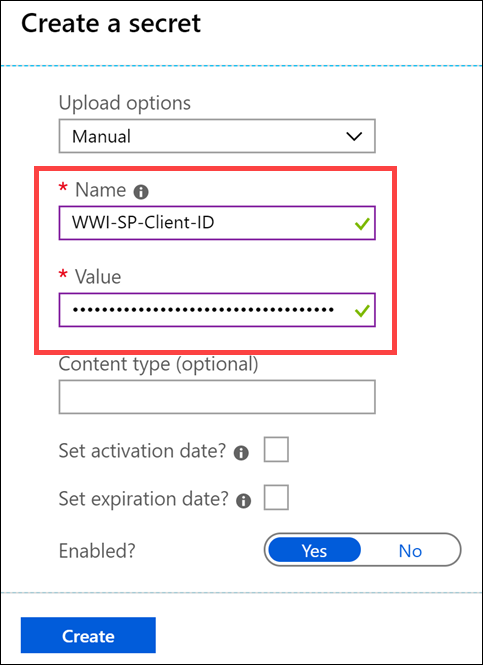 Create a secret
Upload options
Manual
* Name
WWI-SP-Client-ID
* Value
••••••••••••••••••••••••••••••••••••
Content type (optional)
Set activation date?
Set expiration date?
Enabled? Yes No
Create